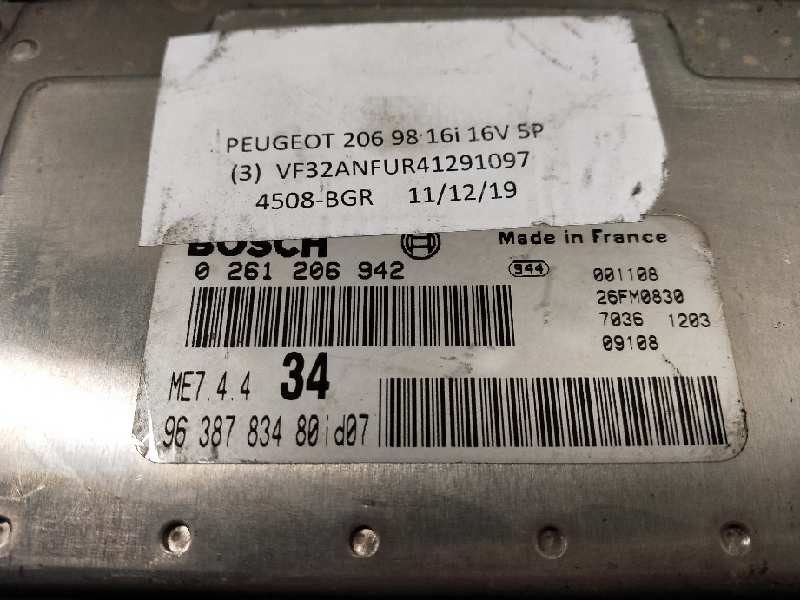 PEUGEOT 206 98 16i 16V 5P
(3) VF32ANFUR41291097
4508-BGR 11/12/19
BOSCH Made in France
0 261 206 942 944 001108
26FM0830
7036 1203
09108
ME7.4.4 34
96 387 834 80 id07